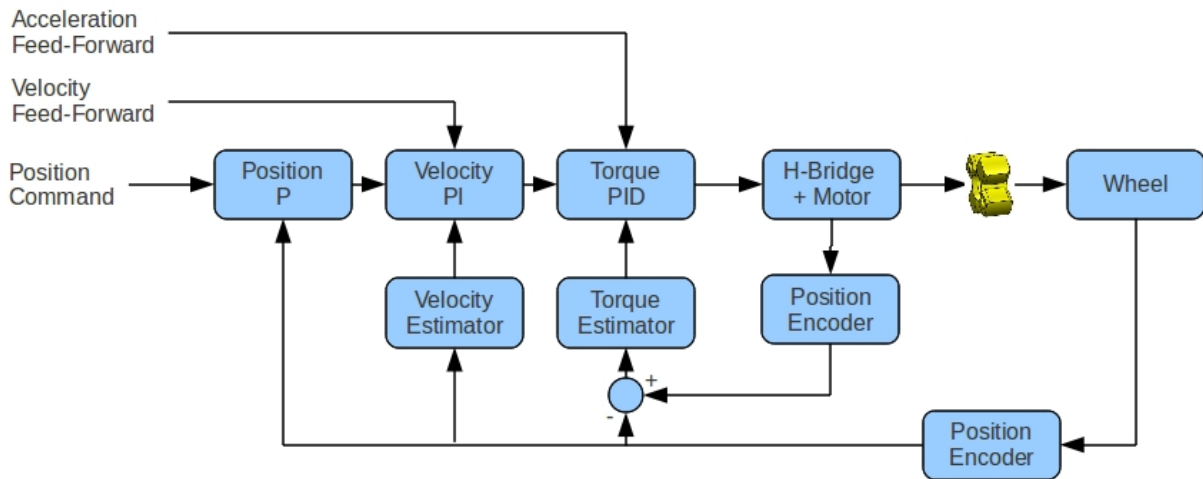 Acceleration
Feed-Forward
Velocity
Feed-Forward
Position
Command
Position
P
Velocity
PI
Torque
PID
H-Bridge
+ Motor
Wheel
Velocity
Estimator
Torque
Estimator
Position
Encoder
+
-
Position
Encoder